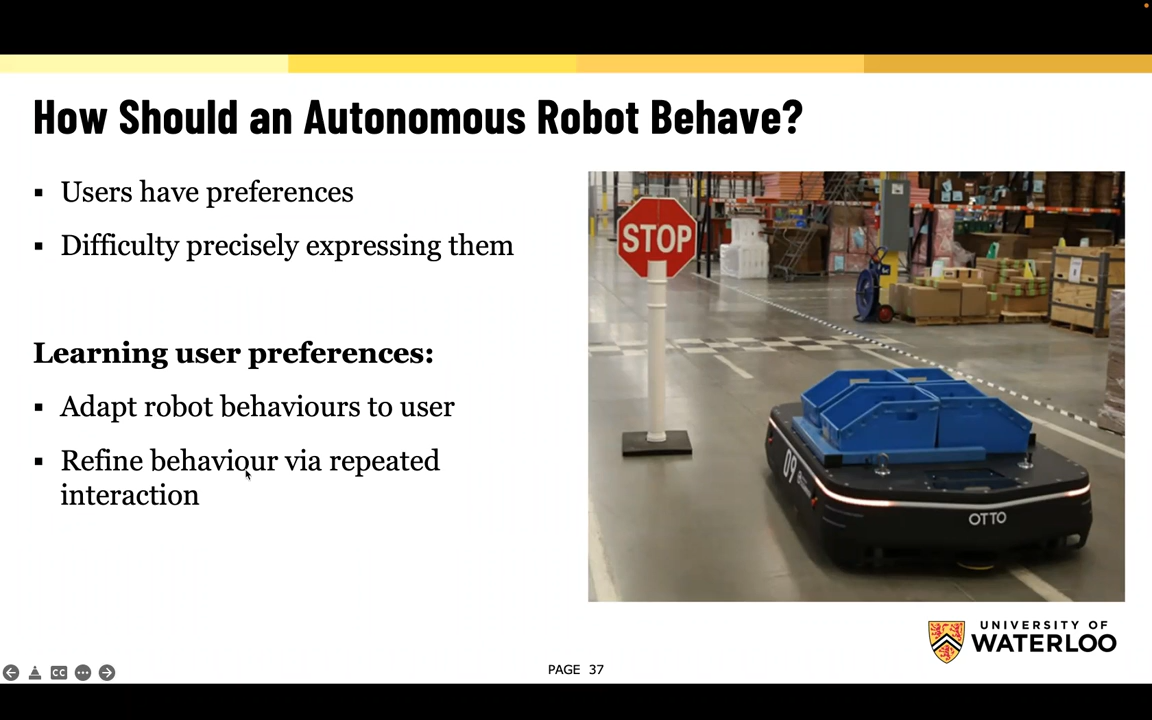 How Should an Autonomous Robot Behave?
▪ Users have preferences
▪ Difficulty precisely expressing them
Learning user preferences:
▪ Adapt robot behaviours to user
▪ Refine behaviour via repeated
interaction
STOP
09
OTTO
UNIVERSITY OF
WATERLOO
CC
PAGE 37